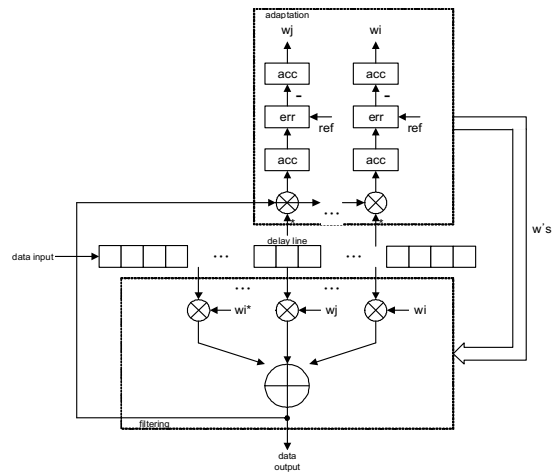 adaptation
wj wi
acc acc
- -
err ref err ref
acc acc
...
* *
w's
delay line
data input ... ...
... ...
wi* wj wi
filtering
data
output